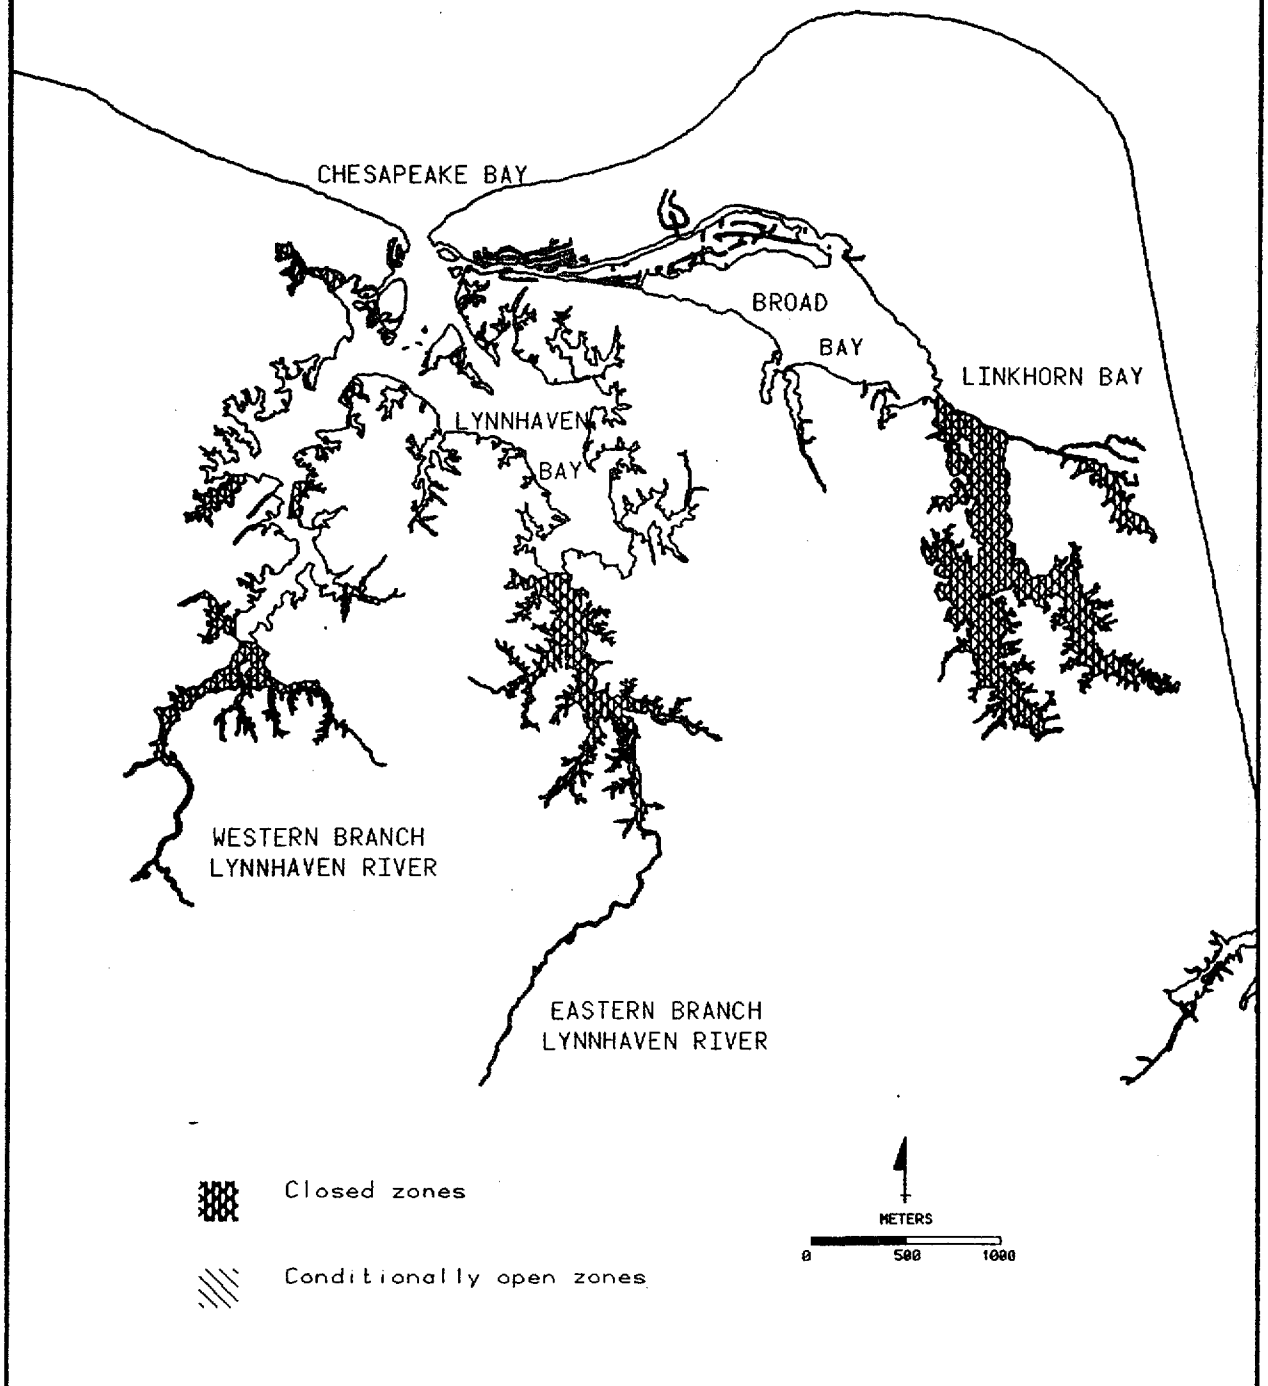 CHESAPEAKE BAY
BROAD
BAY
LINKHORN BAY
LYNNHAVEN
BAY
WESTERN BRANCH
LYNNHAVEN RIVER
EASTERN BRANCH
LYNNHAVEN RIVER
Closed zones
METERS
0 500 1000
Conditionally open zones